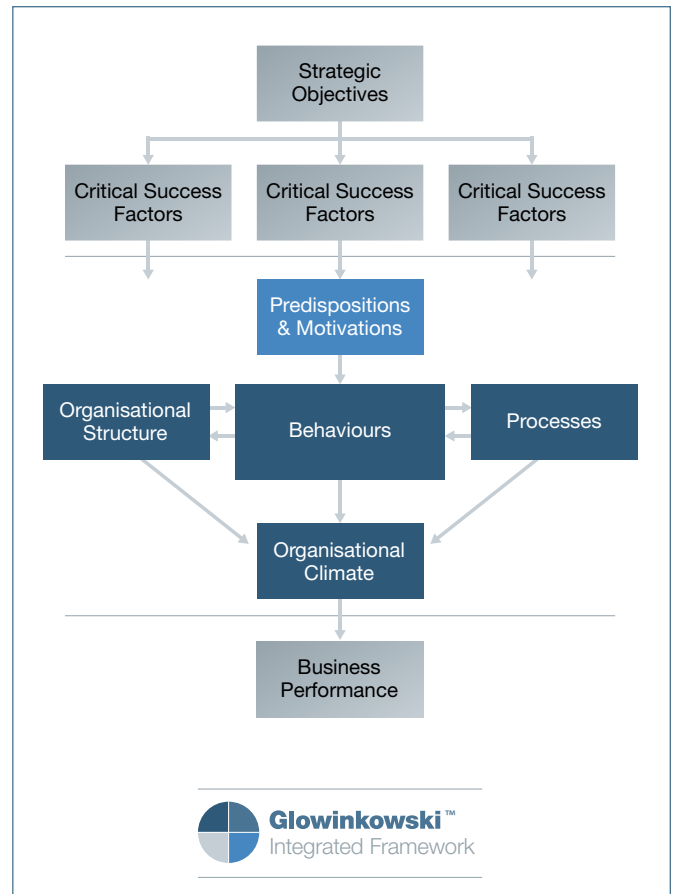 Strategic
Objectives
Critical Success
Factors
Critical Success
Factors
Critical Success
Factors
Predispositions
& Motivations
Organisational
Structure
Behaviours
Processes
Organisational
Climate
Business
Performance
Glowinkowski™
Integrated Framework